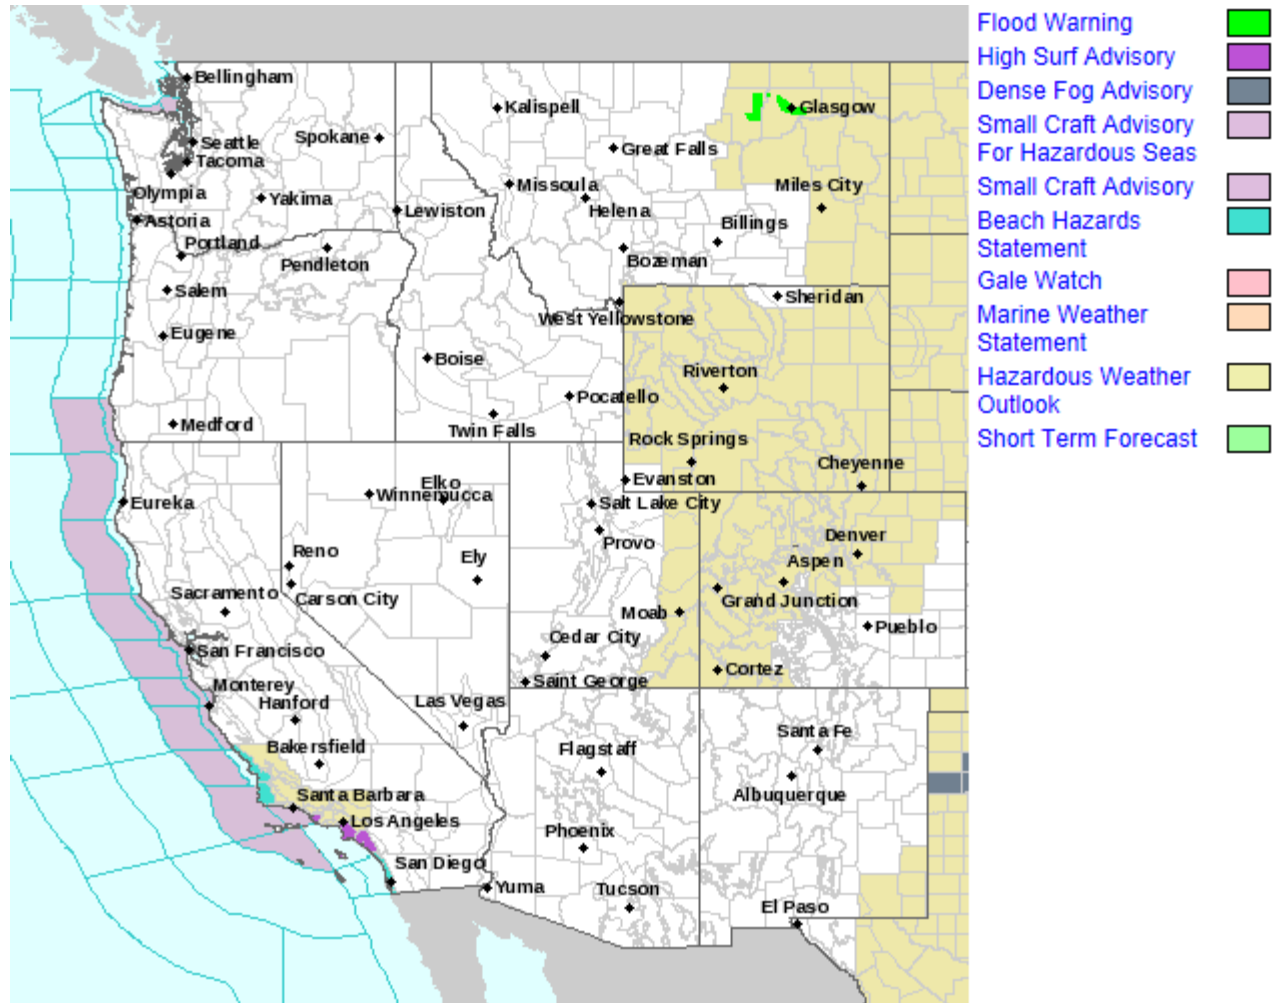 Flood Warning
High Surf Advisory
Dense Fog Advisory
Small Craft Advisory
For Hazardous Seas
Small Craft Advisory
Beach Hazards
Statement
Gale Watch
Marine Weather
Statement
Hazardous Weather
Outlook
Short Term Forecast
Bellingham
Kalispell
Glasgow
Seattle
Spokane
Great Falls
Tacoma
Olympia
Yakima
Missoula
Miles City
Astoria
Lewiston
Helena
Billings
Portland
Pendleton
Bozeman
Salem
Sheridan
West Yellowstone
Eugene
Boise
Riverton
Pocatello
Medford
Twin Falls
Rock Springs
Cheyenne
Eureka
Elko
Winnemucca
Evanston
Salt Lake City
Provo
Denver
Reno
Ely
Aspen
Sacramento
Carson City
Grand Junction
Moab
Pueblo
San Francisco
Cedar City
Cortez
Monterey
Saint George
Hanford
Las Vegas
Bakersfield
Flagstaff
Santa Fe
Santa Barbara
Albuquerque
Los Angeles
Phoenix
San Diego
Yuma
Tucson
El Paso